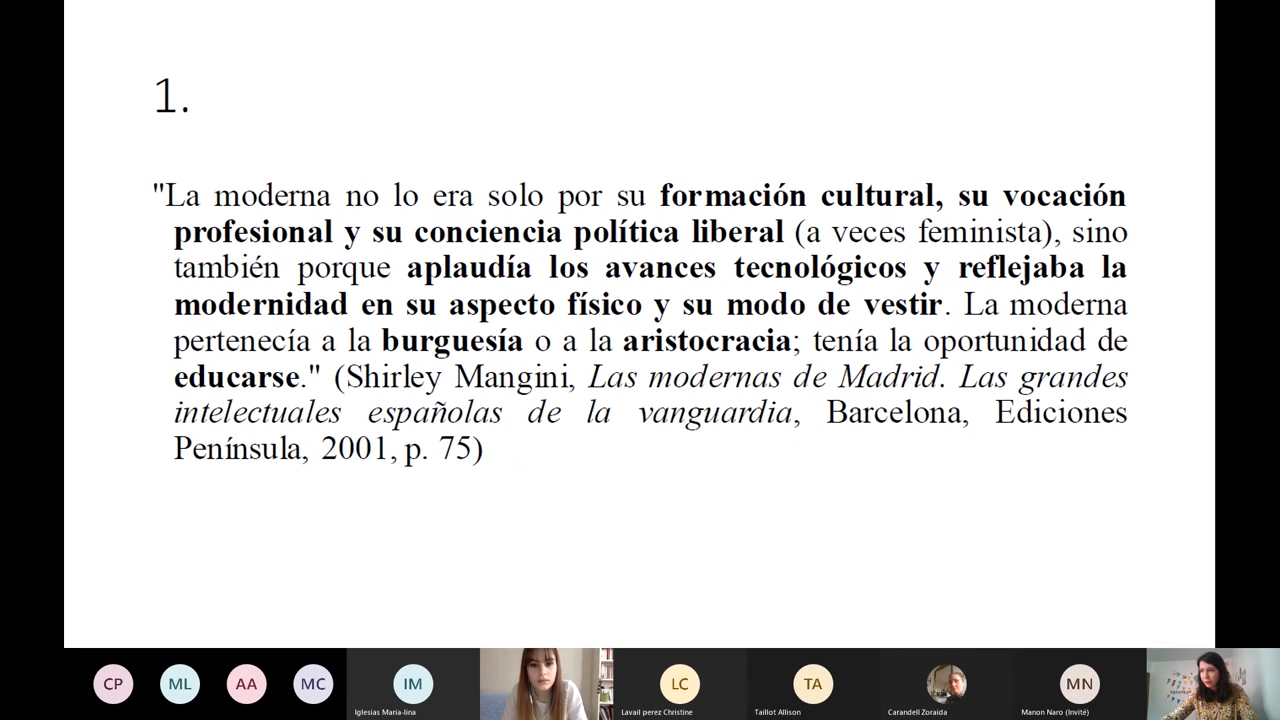 1.
"La moderna no lo era solo por su formación cultural, su vocación
profesional y su conciencia política liberal (a veces feminista), sino
también porque aplaudía los avances tecnológicos y reflejaba la
modernidad en su aspecto físico y su modo de vestir. La moderna
pertenecía a la burguesía o a la aristocracia; tenía la oportunidad de
educarse." (Shirley Mangini, Las modernas de Madrid. Las grandes
intelectuales españolas de la vanguardia, Barcelona, Ediciones
Península, 2001, p. 75)
CP ML AA MC IM LC TA MN
Iglesias Maria-lina Lavail perez Christine Taillot Allison Carandell Zoraida Manon Naro (Invité)